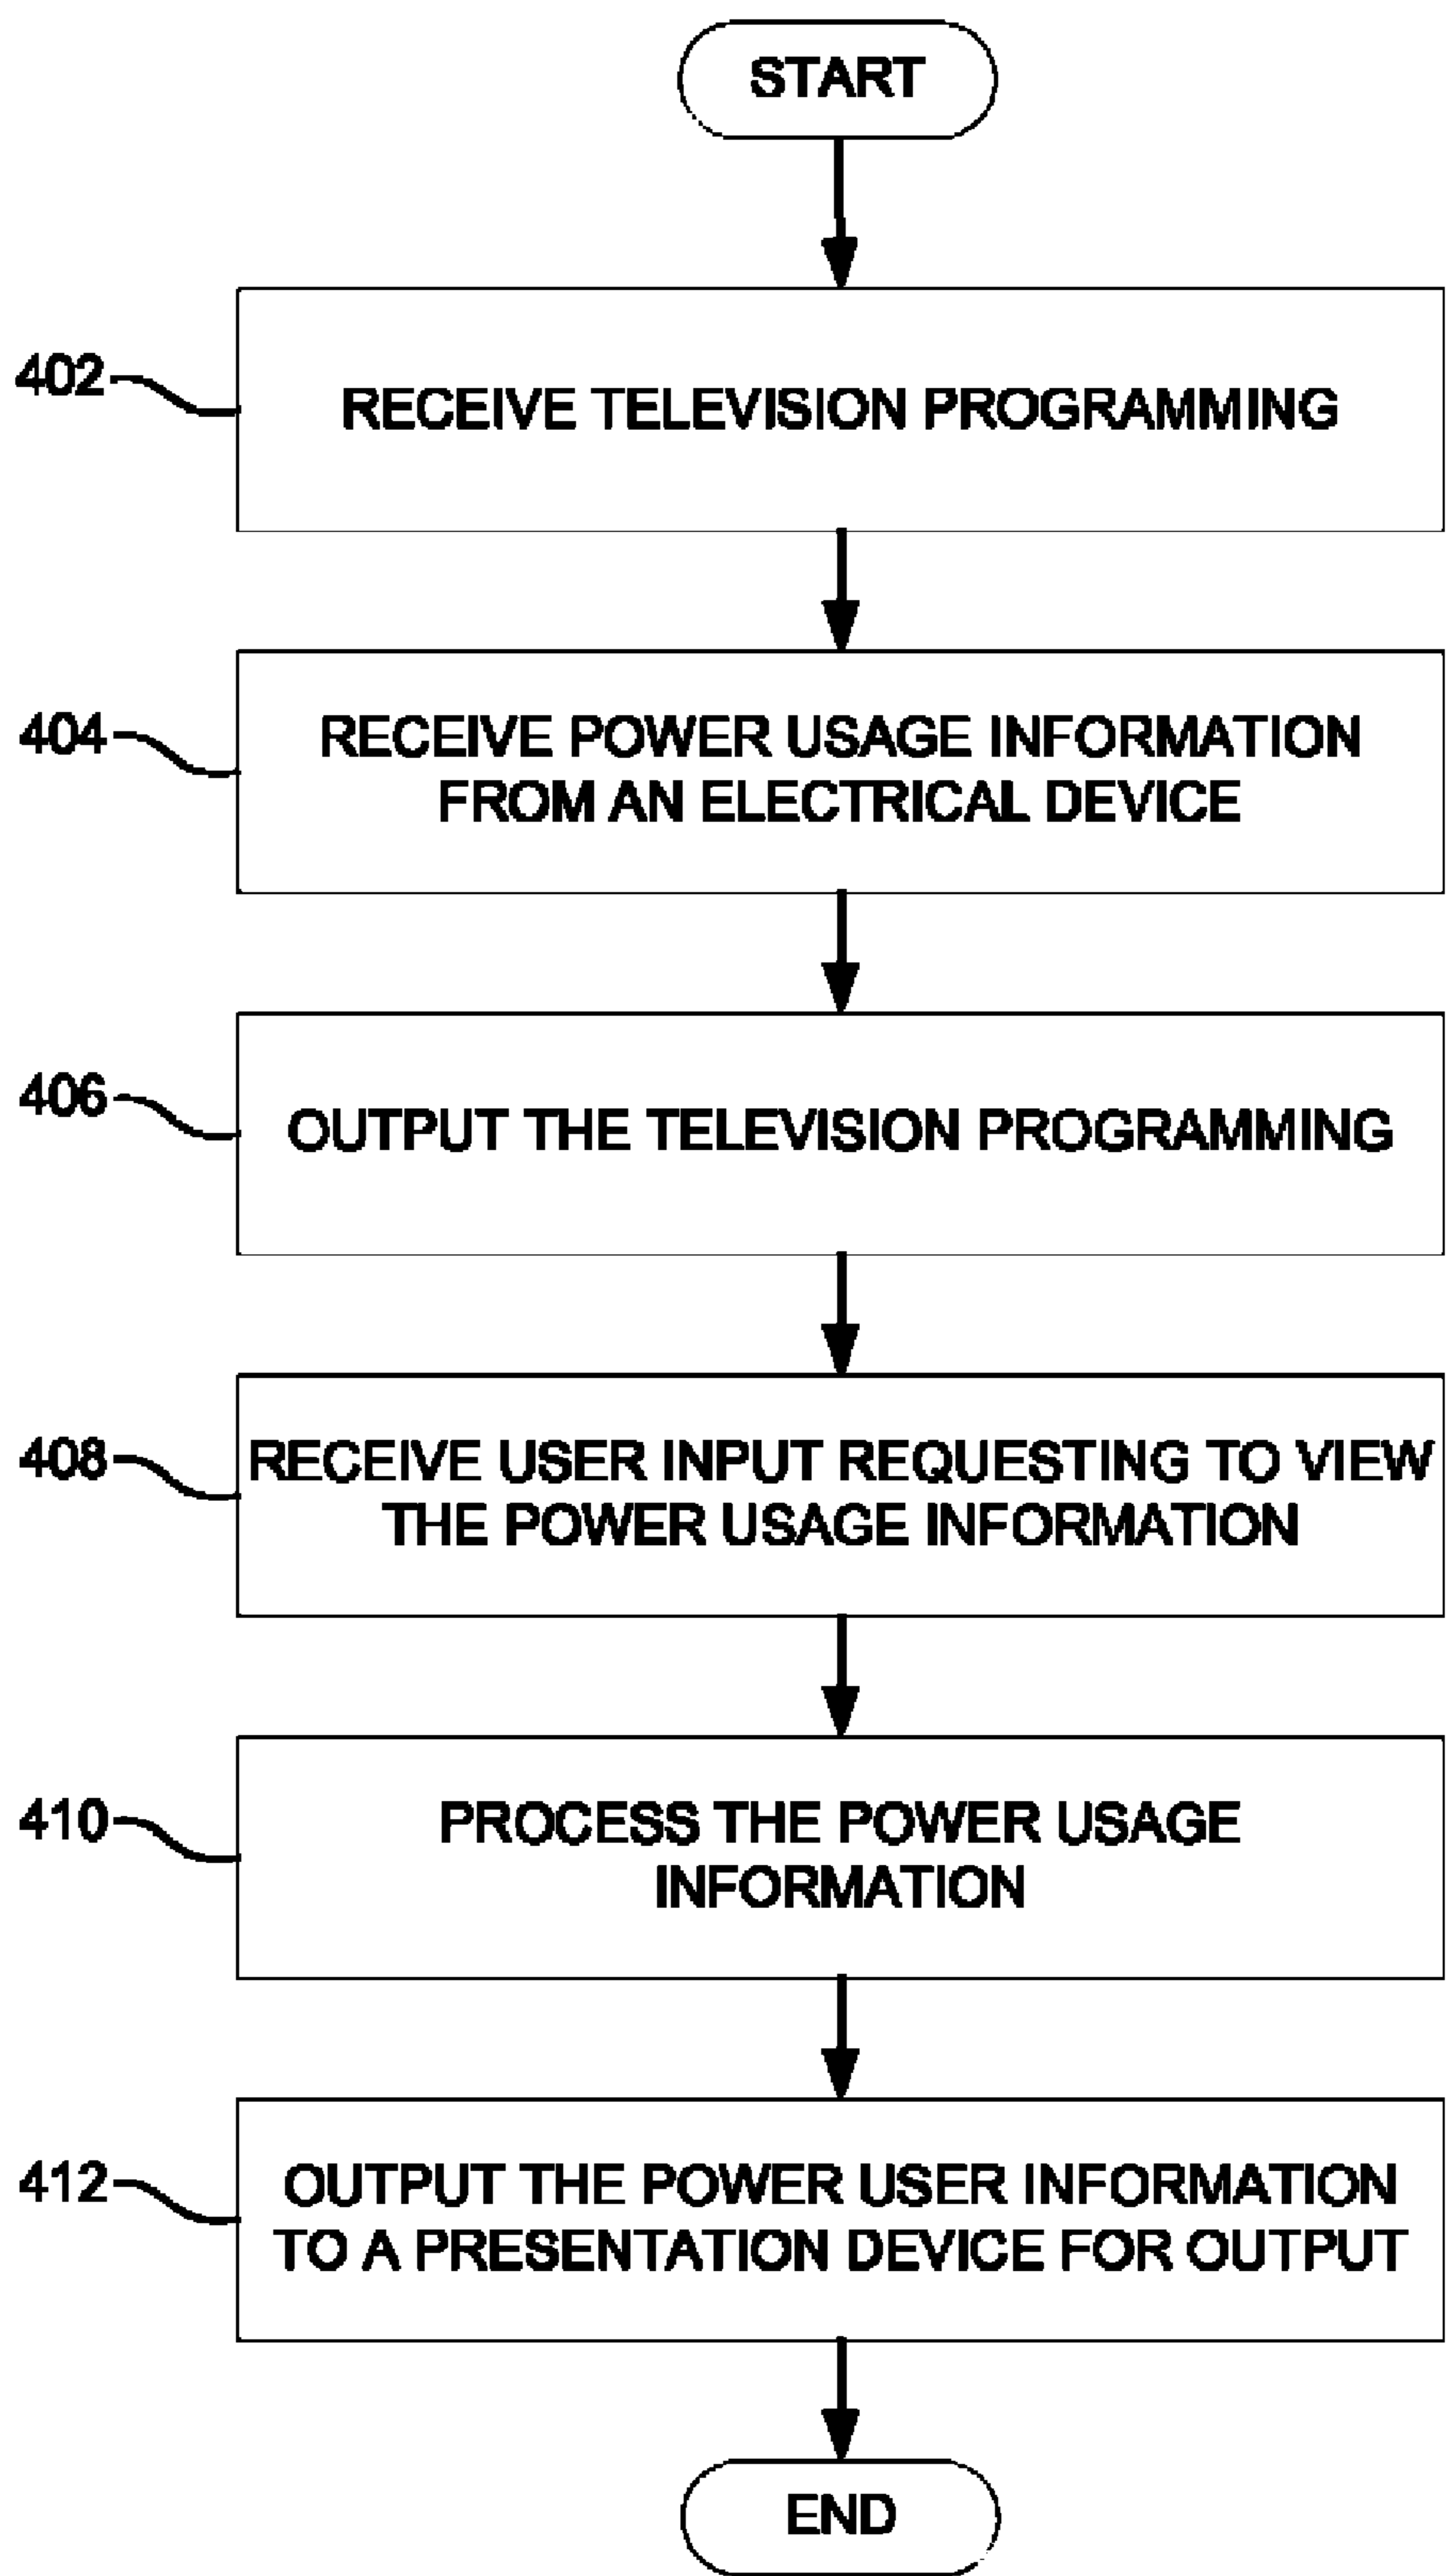 START
402
RECEIVE TELEVISION PROGRAMMING
404
RECEIVE POWER USAGE INFORMATION
FROM AN ELECTRICAL DEVICE
406
OUTPUT THE TELEVISION PROGRAMMING
408
RECEIVE USER INPUT REQUESTING TO VIEW
THE POWER USAGE INFORMATION
410
PROCESS THE POWER USAGE
INFORMATION
412
OUTPUT THE POWER USER INFORMATION
TO A PRESENTATION DEVICE FOR OUTPUT
END